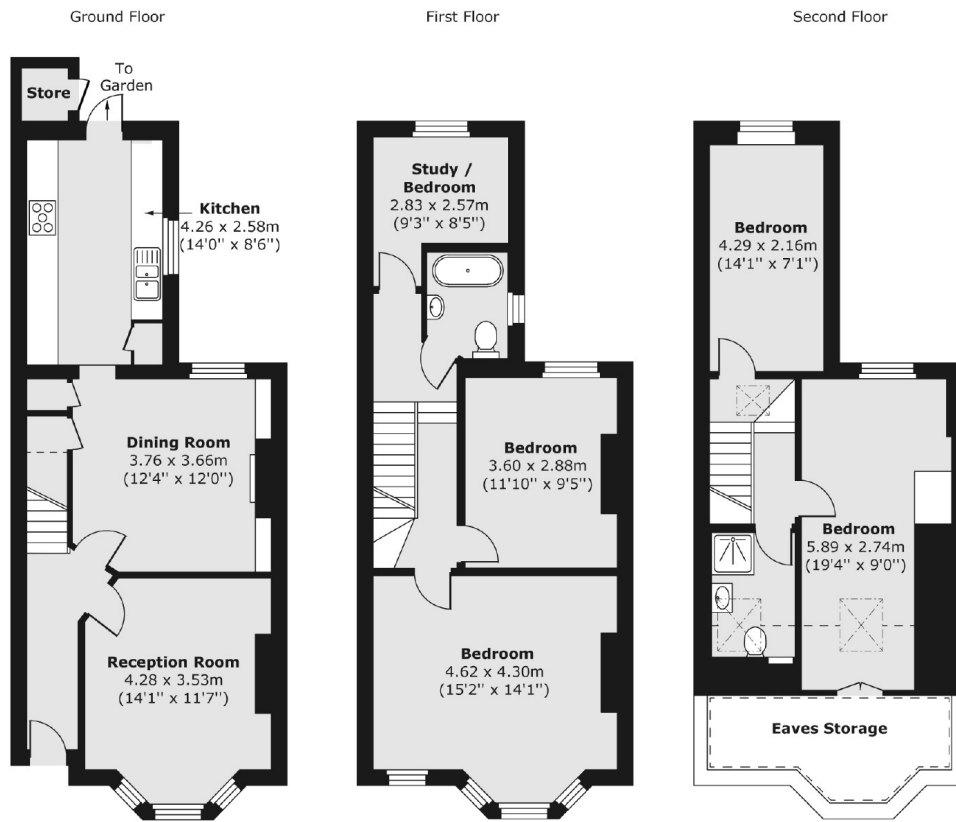 Ground Floor
First Floor
Second Floor
Store
To
Garden
Kitchen
4.26 x 2.58m
(14'0" x 8'6")
Dining Room
3.76 x 3.66m
(12'4" x 12'0")
Reception Room
4.28 x 3.53m
(14'1" x 11'7")
Study /
Bedroom
2.83 x 2.57m
(9'3" x 8'5")
Bedroom
3.60 x 2.88m
(11'10" x 9'5")
Bedroom
4.62 x 4.30m
(15'2" x 14'1")
Bedroom
4.29 x 2.16m
(14'1" x 7'1")
Bedroom
5.89 x 2.74m
(19'4" x 9'0")
Eaves Storage